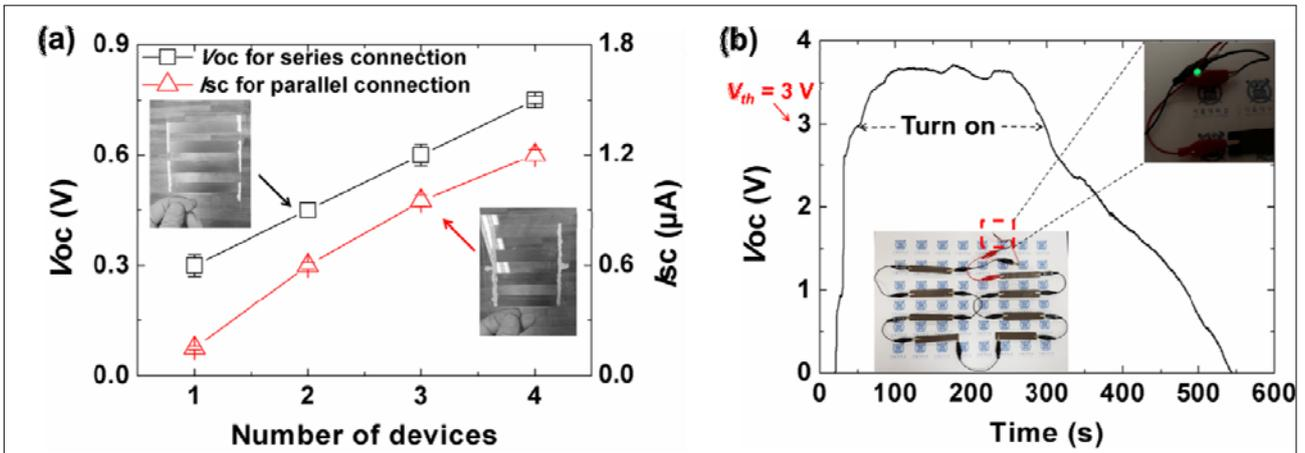 (a)
0.9
0.6
0.3
0.0
Voc (V)
Voc for series connection
Isc for parallel connection
1.8
1.2
0.6
0.0
Isc (µA)
1 2 3 4
Number of devices
(b)
4
3
2
1
0
Voc (V)
Vth = 3 V
Turn on
0 100 200 300 400 500 600
Time (s)